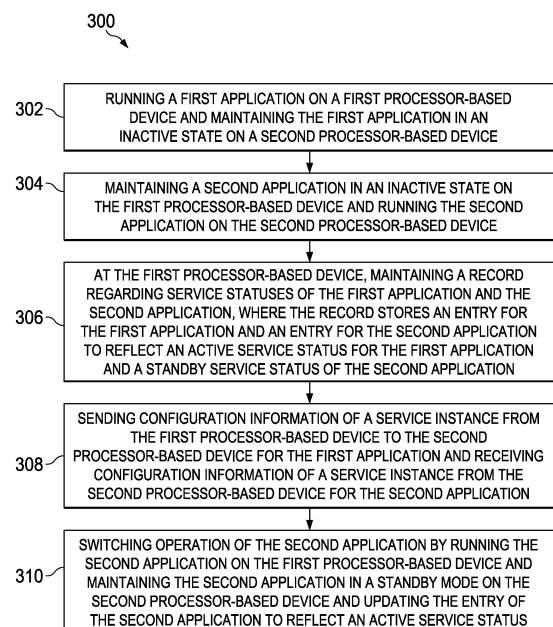 300
302
RUNNING A FIRST APPLICATION ON A FIRST PROCESSOR-BASED
DEVICE AND MAINTAINING THE FIRST APPLICATION IN AN
INACTIVE STATE ON A SECOND PROCESSOR-BASED DEVICE
304
MAINTAINING A SECOND APPLICATION IN AN INACTIVE STATE ON
THE FIRST PROCESSOR-BASED DEVICE AND RUNNING THE SECOND
APPLICATION ON THE SECOND PROCESSOR-BASED DEVICE
306
AT THE FIRST PROCESSOR-BASED DEVICE, MAINTAINING A RECORD
REGARDING SERVICE STATUSES OF THE FIRST APPLICATION AND THE
SECOND APPLICATION, WHERE THE RECORD STORES AN ENTRY FOR
THE FIRST APPLICATION AND AN ENTRY FOR THE SECOND APPLICATION
TO REFLECT AN ACTIVE SERVICE STATUS FOR THE FIRST APPLICATION
AND A STANDBY SERVICE STATUS OF THE SECOND APPLICATION
308
SENDING CONFIGURATION INFORMATION OF A SERVICE INSTANCE FROM
THE FIRST PROCESSOR-BASED DEVICE TO THE SECOND
PROCESSOR-BASED DEVICE FOR THE FIRST APPLICATION AND RECEIVING
CONFIGURATION INFORMATION OF A SERVICE INSTANCE FROM THE
SECOND PROCESSOR-BASED DEVICE FOR THE SECOND APPLICATION
310
SWITCHING OPERATION OF THE SECOND APPLICATION BY RUNNING THE
SECOND APPLICATION ON THE FIRST PROCESSOR-BASED DEVICE AND
MAINTAINING THE SECOND APPLICATION IN A STANDBY MODE ON THE
SECOND PROCESSOR-BASED DEVICE AND UPDATING THE ENTRY OF
THE SECOND APPLICATION TO REFLECT AN ACTIVE SERVICE STATUS